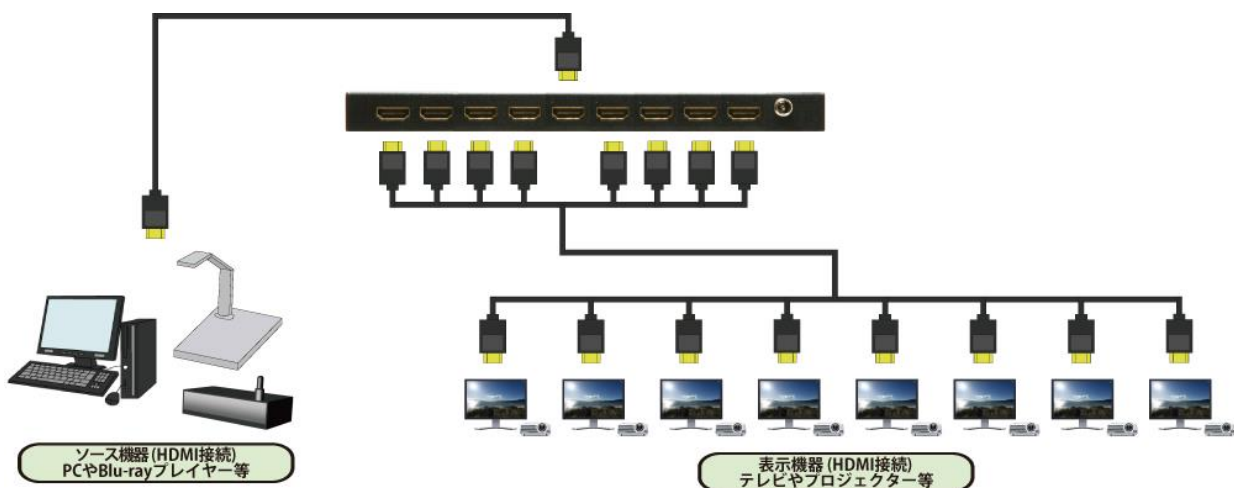 ソース機器(HDMI接続)
PCやBlu-rayプレイヤー等
表示機器(HDMI接続)
テレビやプロジェクター等